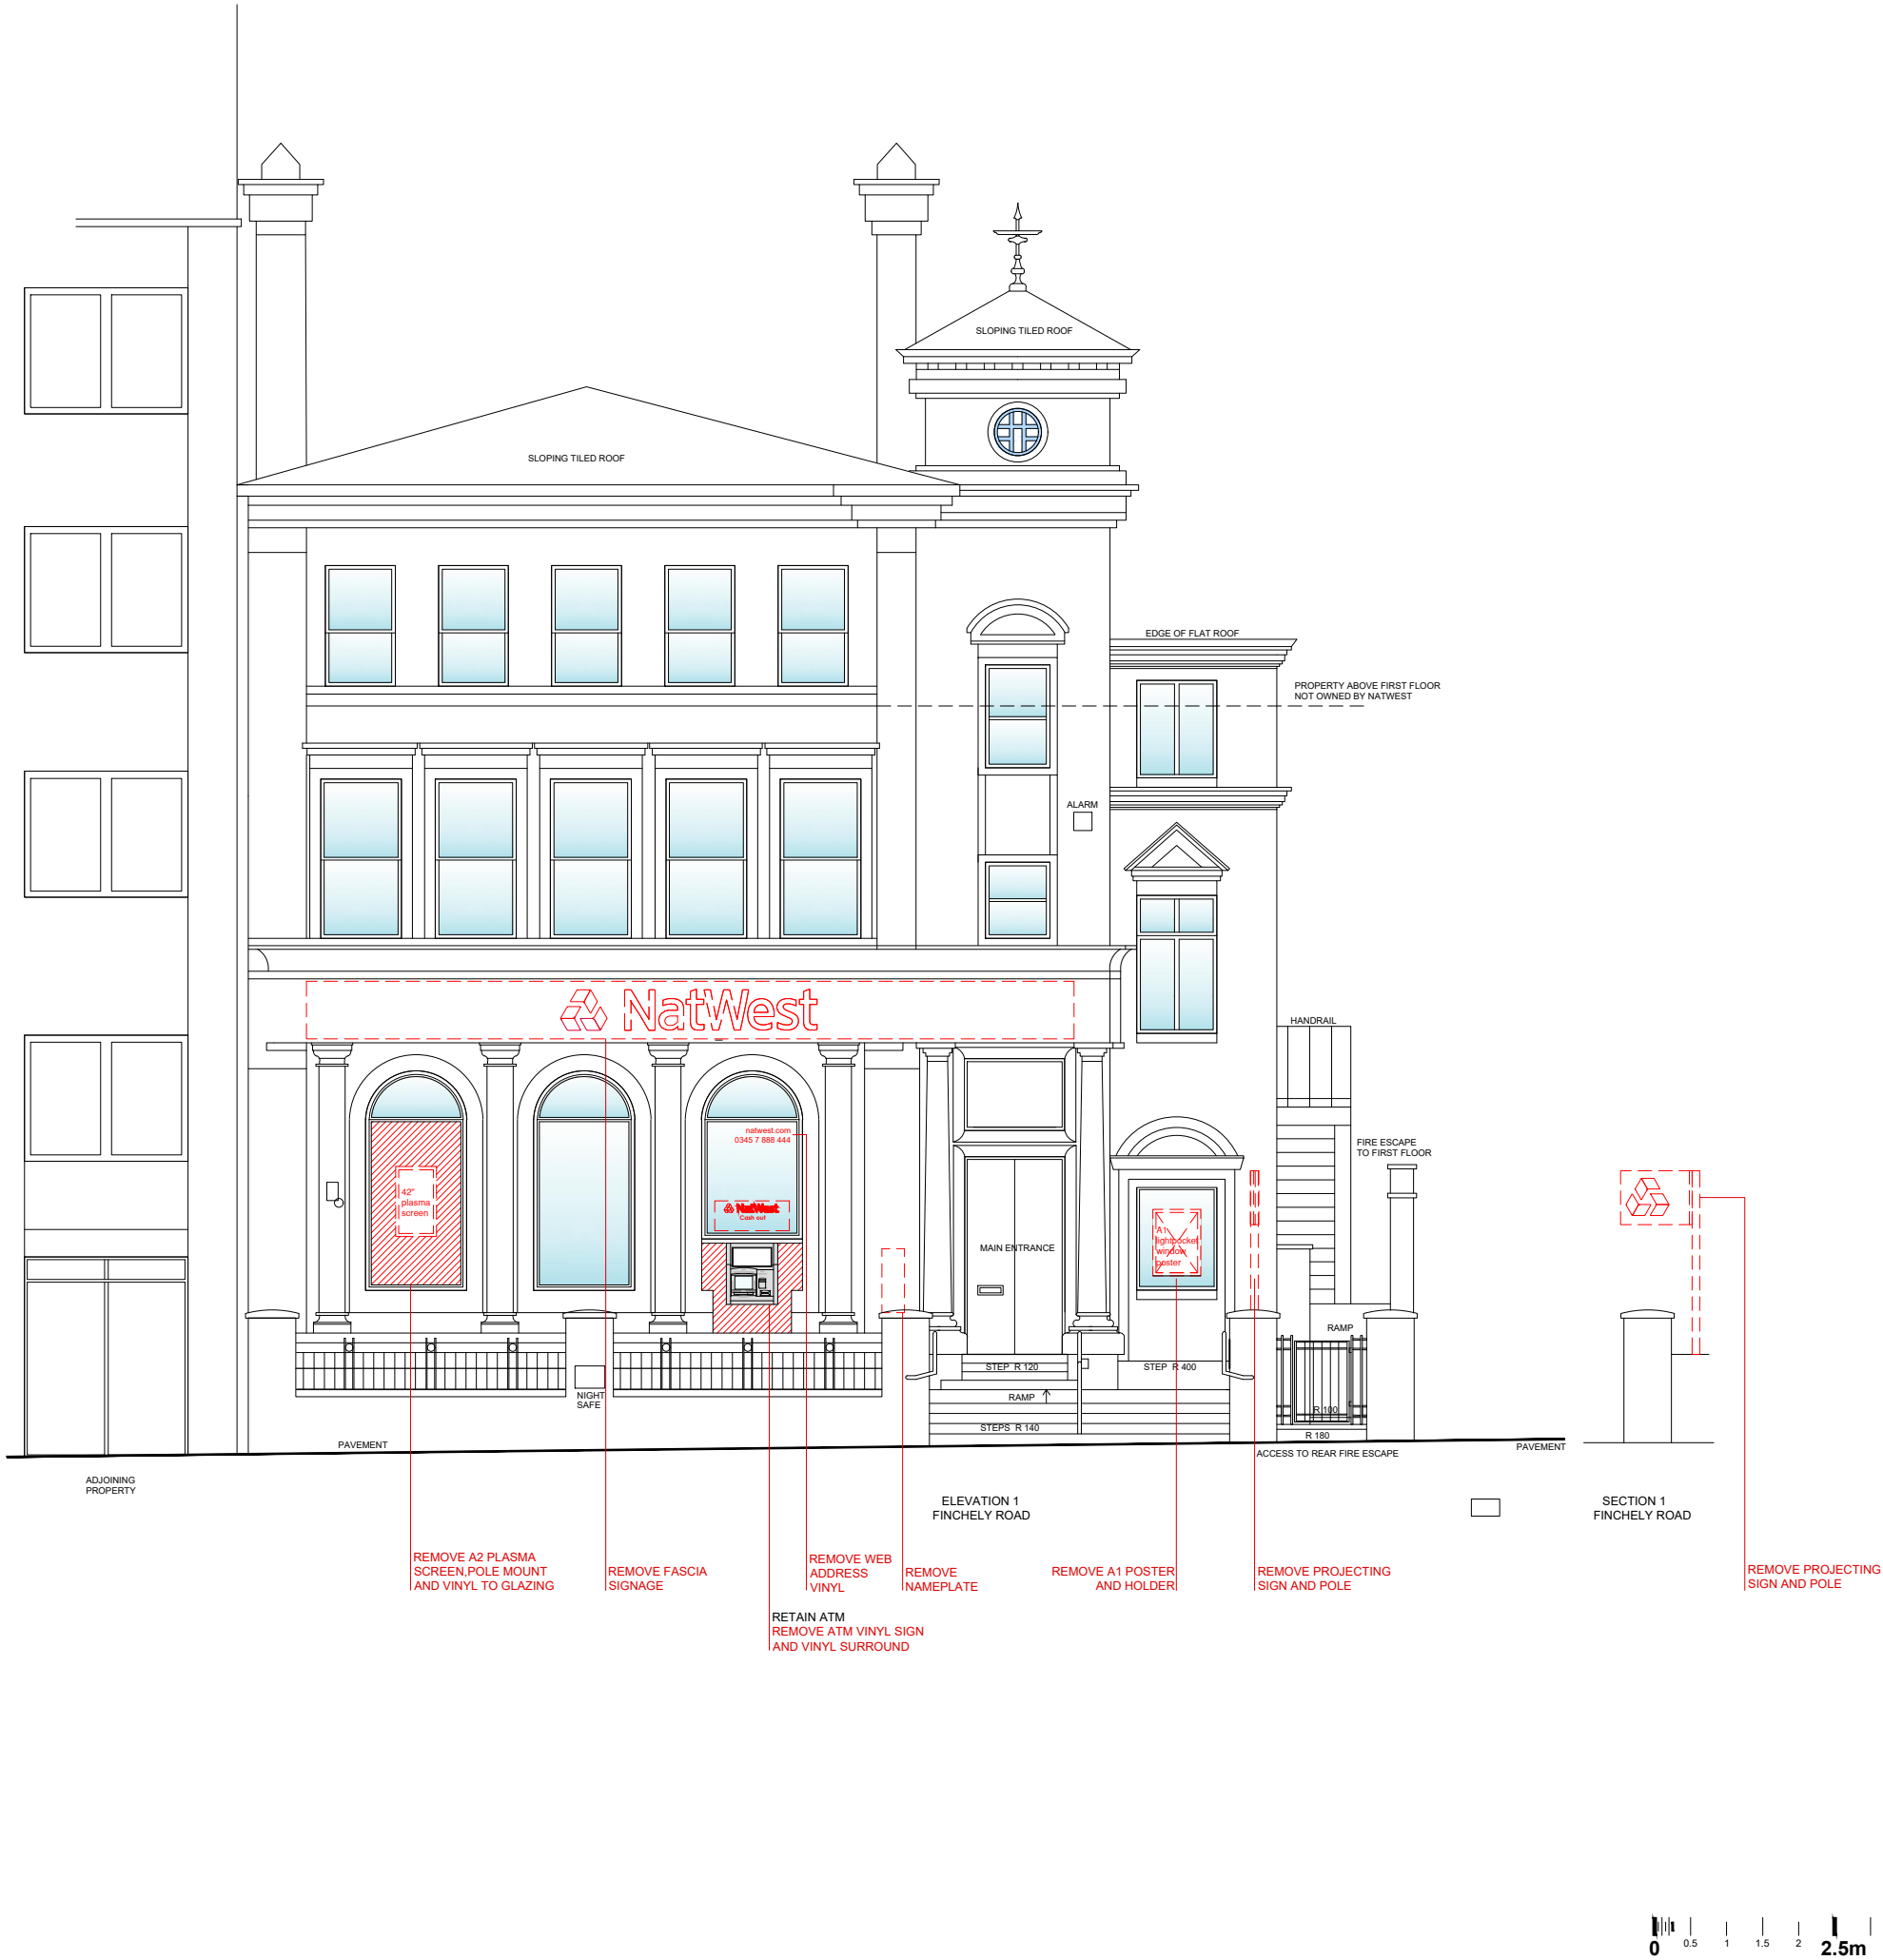 SLOPING TILED ROOF
SLOPING TILED ROOF
EDGE OF FLAT ROOF
PROPERTY ABOVE FIRST FLOOR
NOT OWNED BY NATWEST
ALARM
NatWest
HANDRAIL
natwest.com
0345 7 888 444
FIRE ESCAPE
TO FIRST FLOOR
42"
plasma
screen
NatWest
Cash out
A1
lightpocket
window
poster
MAIN ENTRANCE
RAMP
STEP R 120
STEP R 400
NIGHT
SAFE
RAMP
R 100
STEPS R 140
R 180
PAVEMENT
ACCESS TO REAR FIRE ESCAPE
PAVEMENT
ADJOINING
PROPERTY
ELEVATION 1
FINCHELY ROAD
SECTION 1
FINCHELY ROAD
REMOVE A2 PLASMA
SCREEN,POLE MOUNT
AND VINYL TO GLAZING
REMOVE FASCIA
SIGNAGE
REMOVE WEB
ADDRESS
VINYL
REMOVE
NAMEPLATE
REMOVE A1 POSTER
AND HOLDER
REMOVE PROJECTING
SIGN AND POLE
REMOVE PROJECTING
SIGN AND POLE
RETAIN ATM
REMOVE ATM VINYL SIGN
AND VINYL SURROUND
0 0.5 1 1.5 2 2.5m